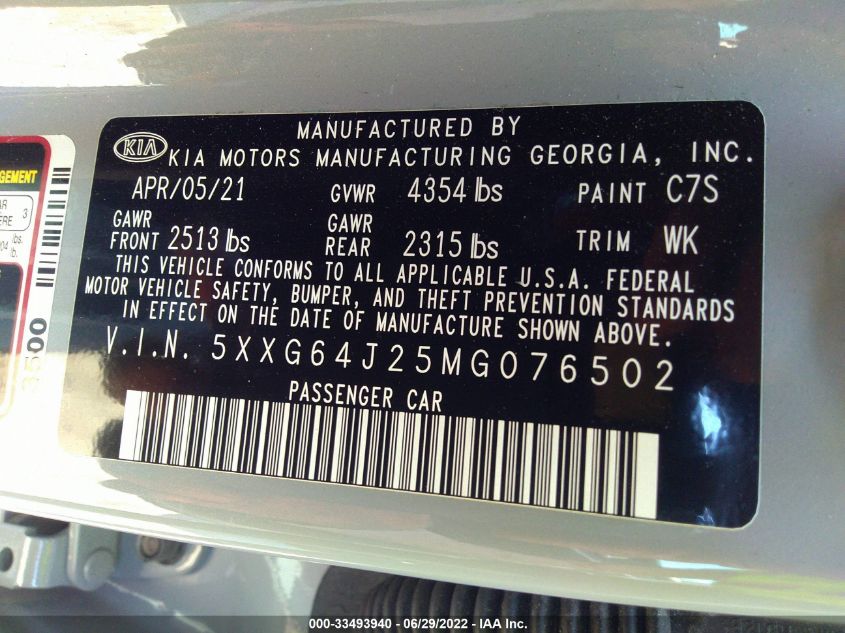 MANUFACTURED BY
KIA KIA MOTORS MANUFACTURING GEORGIA, INC.
APR/05/21 GVWR 4354 lbs PAINT C7S
GAWR FRONT 2513 lbs GAWR REAR 2315 lbs TRIM WK
THIS VEHICLE CONFORMS TO ALL APPLICABLE U.S.A. FEDERAL
MOTOR VEHICLE SAFETY, BUMPER, AND THEFT PREVENTION STANDARDS
IN EFFECT ON THE DATE OF MANUFACTURE SHOWN ABOVE.
V.I.N. 5XXG64J25MG076502
PASSENGER CAR
3500
000-33493940 - 06/29/2022 - IAA Inc.